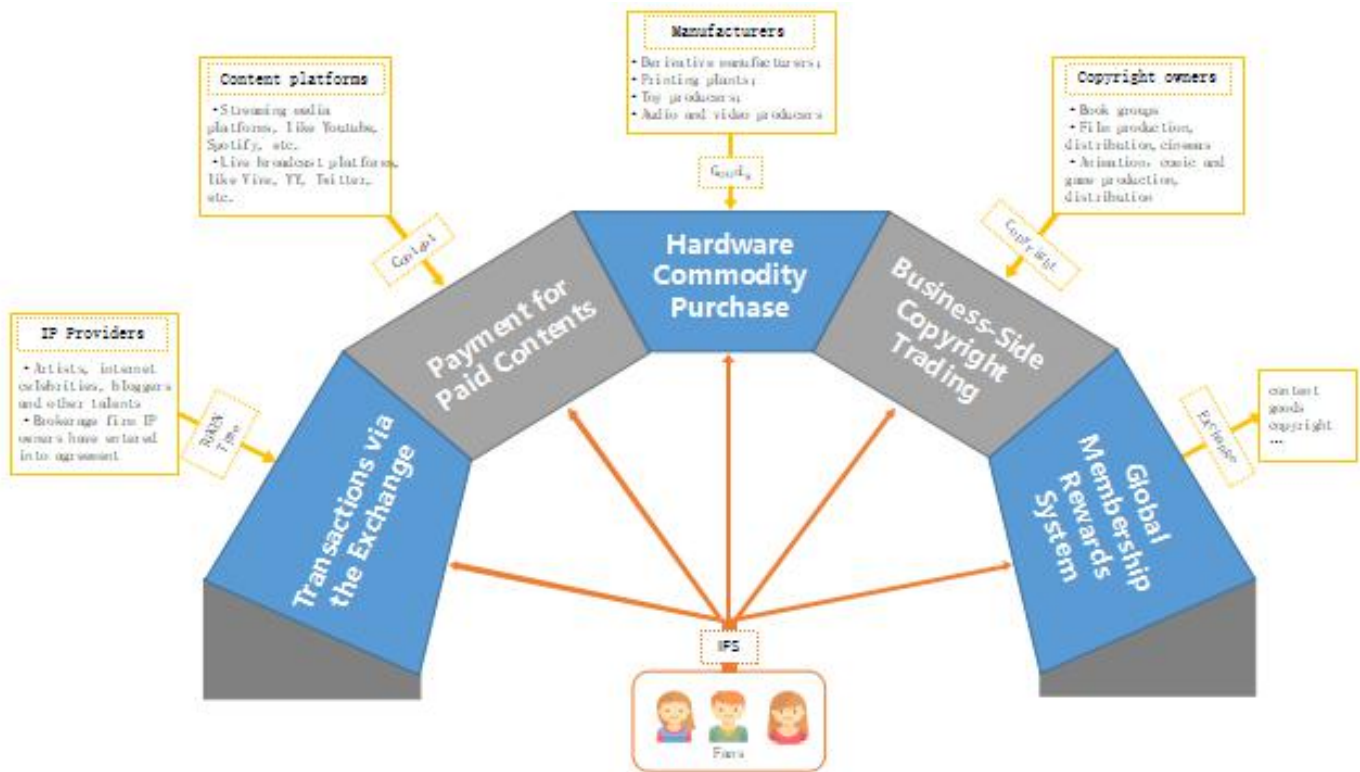 Manufacturers
• Derivative manufacturers;
• Printing plants;
• Toy producers;
• Audio and video producers
Goods
Content platforms
• Streaming media
platforms, like Youtube,
Spotify, etc.
• Live broadcast platforms,
like Vive, YY, Twitter,
etc.
Content
Copyright owners
• Book groups
• Film production,
distribution, cinemas
• Animation, comic and
game production,
distribution
Copyright
IP Providers
• Artists, internet
celebrities, bloggers
and other talents
• Brokerage firm IP
owners have entered
into agreement
Time
Transactions via
the Exchange
Payment for
Paid Contents
Hardware
Commodity
Purchase
Business-Side
Copyright
Trading
Global
Membership
Rewards
System
Exchange
content
goods
copyright
...
Fans